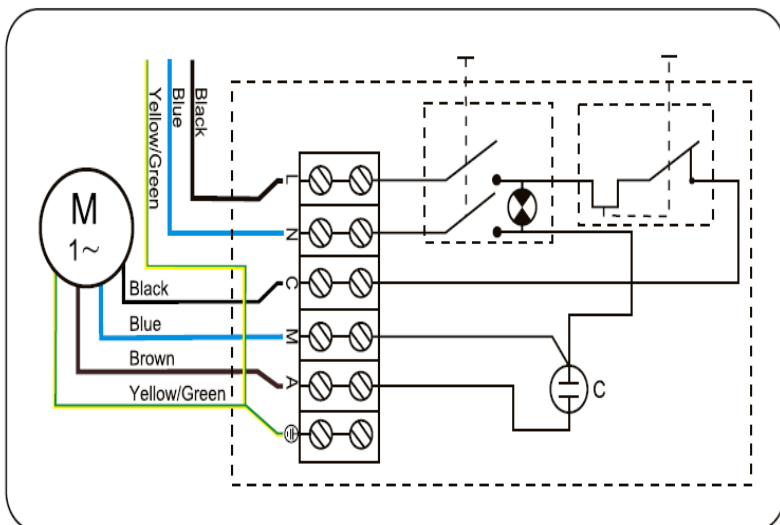 Yellow/Green
Blue
Black
M
1~
Black
Blue
Brown
Yellow/Green
L
N
C
M
A
C